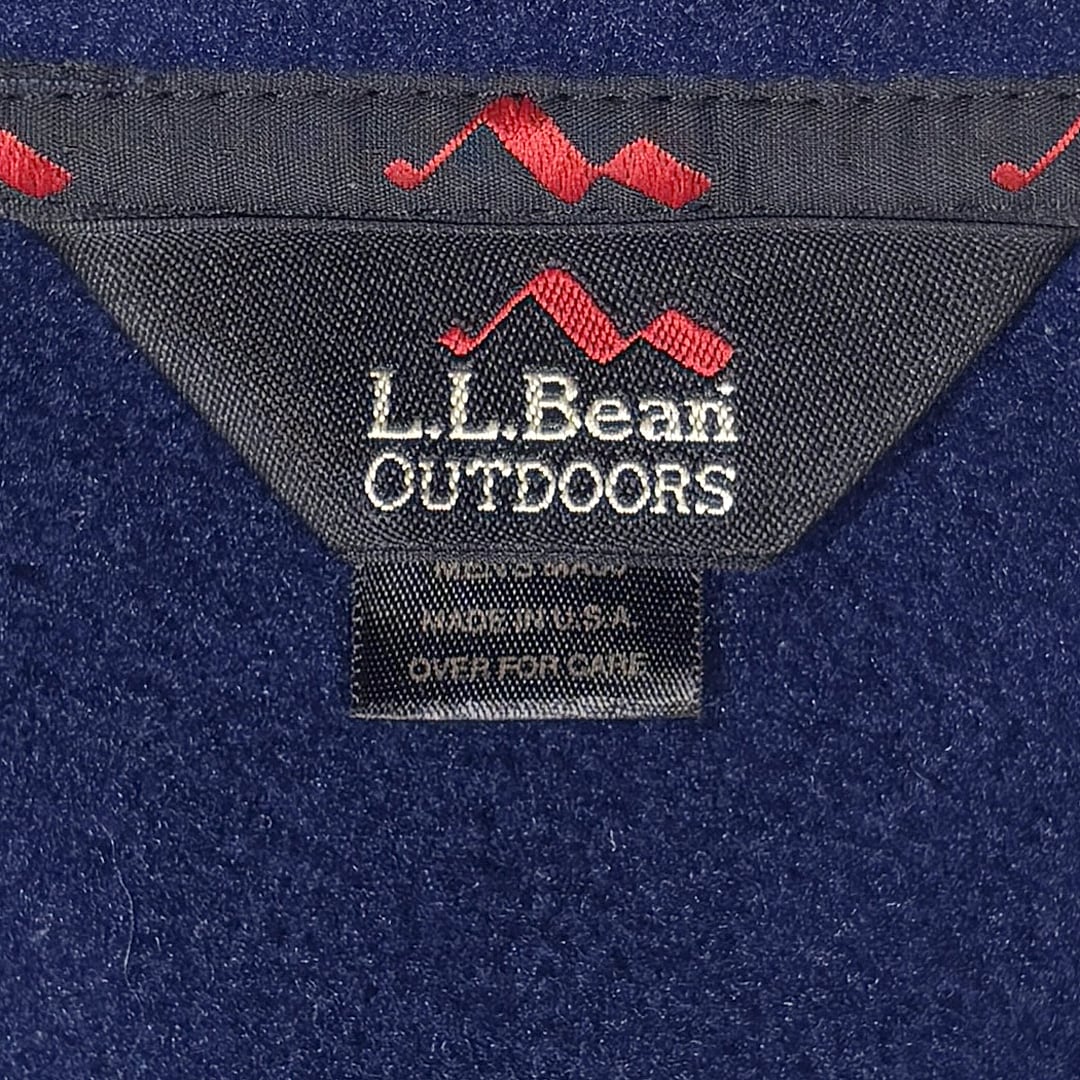 L.L.Bean
OUTDOORS
MADE IN U.S.A
OVER FOR CARE